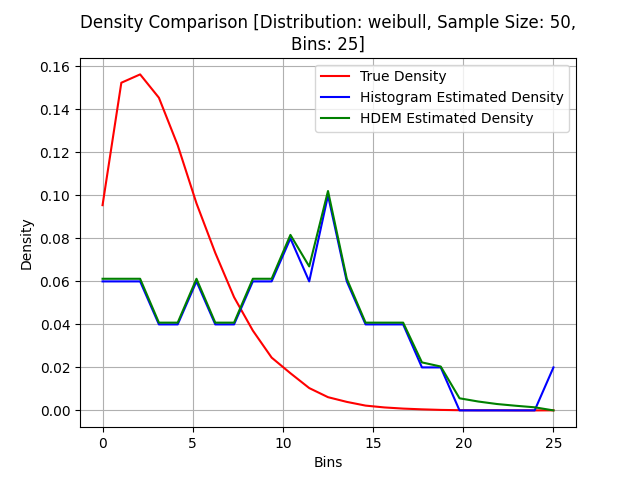 Density Comparison [Distribution: weibull, Sample Size: 50,
Bins: 25]
True Density
Histogram Estimated Density
HDEM Estimated Density
Density
0.16
0.14
0.12
0.10
0.08
0.06
0.04
0.02
0.00
0 5 10 15 20 25
Bins